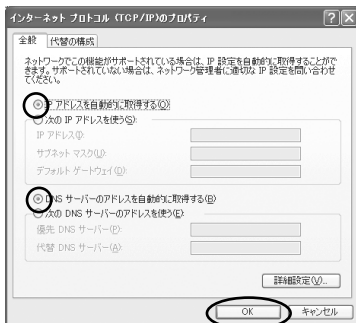 インターネット プロトコル (TCP/IP)のプロパティ
全般 代替の構成
ネットワークでこの機能がサポートされている場合は、IP 設定を自動的に取得することがで
きます。サポートされていない場合は、ネットワーク管理者に適切な IP 設定を問い合わせ
てください。
IP アドレスを自動的に取得する(O)
次の IP アドレスを使う(S):
IP アドレス(I):
サブネット マスク(U):
デフォルト ゲートウェイ(D):
DNS サーバーのアドレスを自動的に取得する(B)
次の DNS サーバーのアドレスを使う(E):
優先 DNS サーバー(P):
代替 DNS サーバー(A):
詳細設定(V)...
OK キャンセル